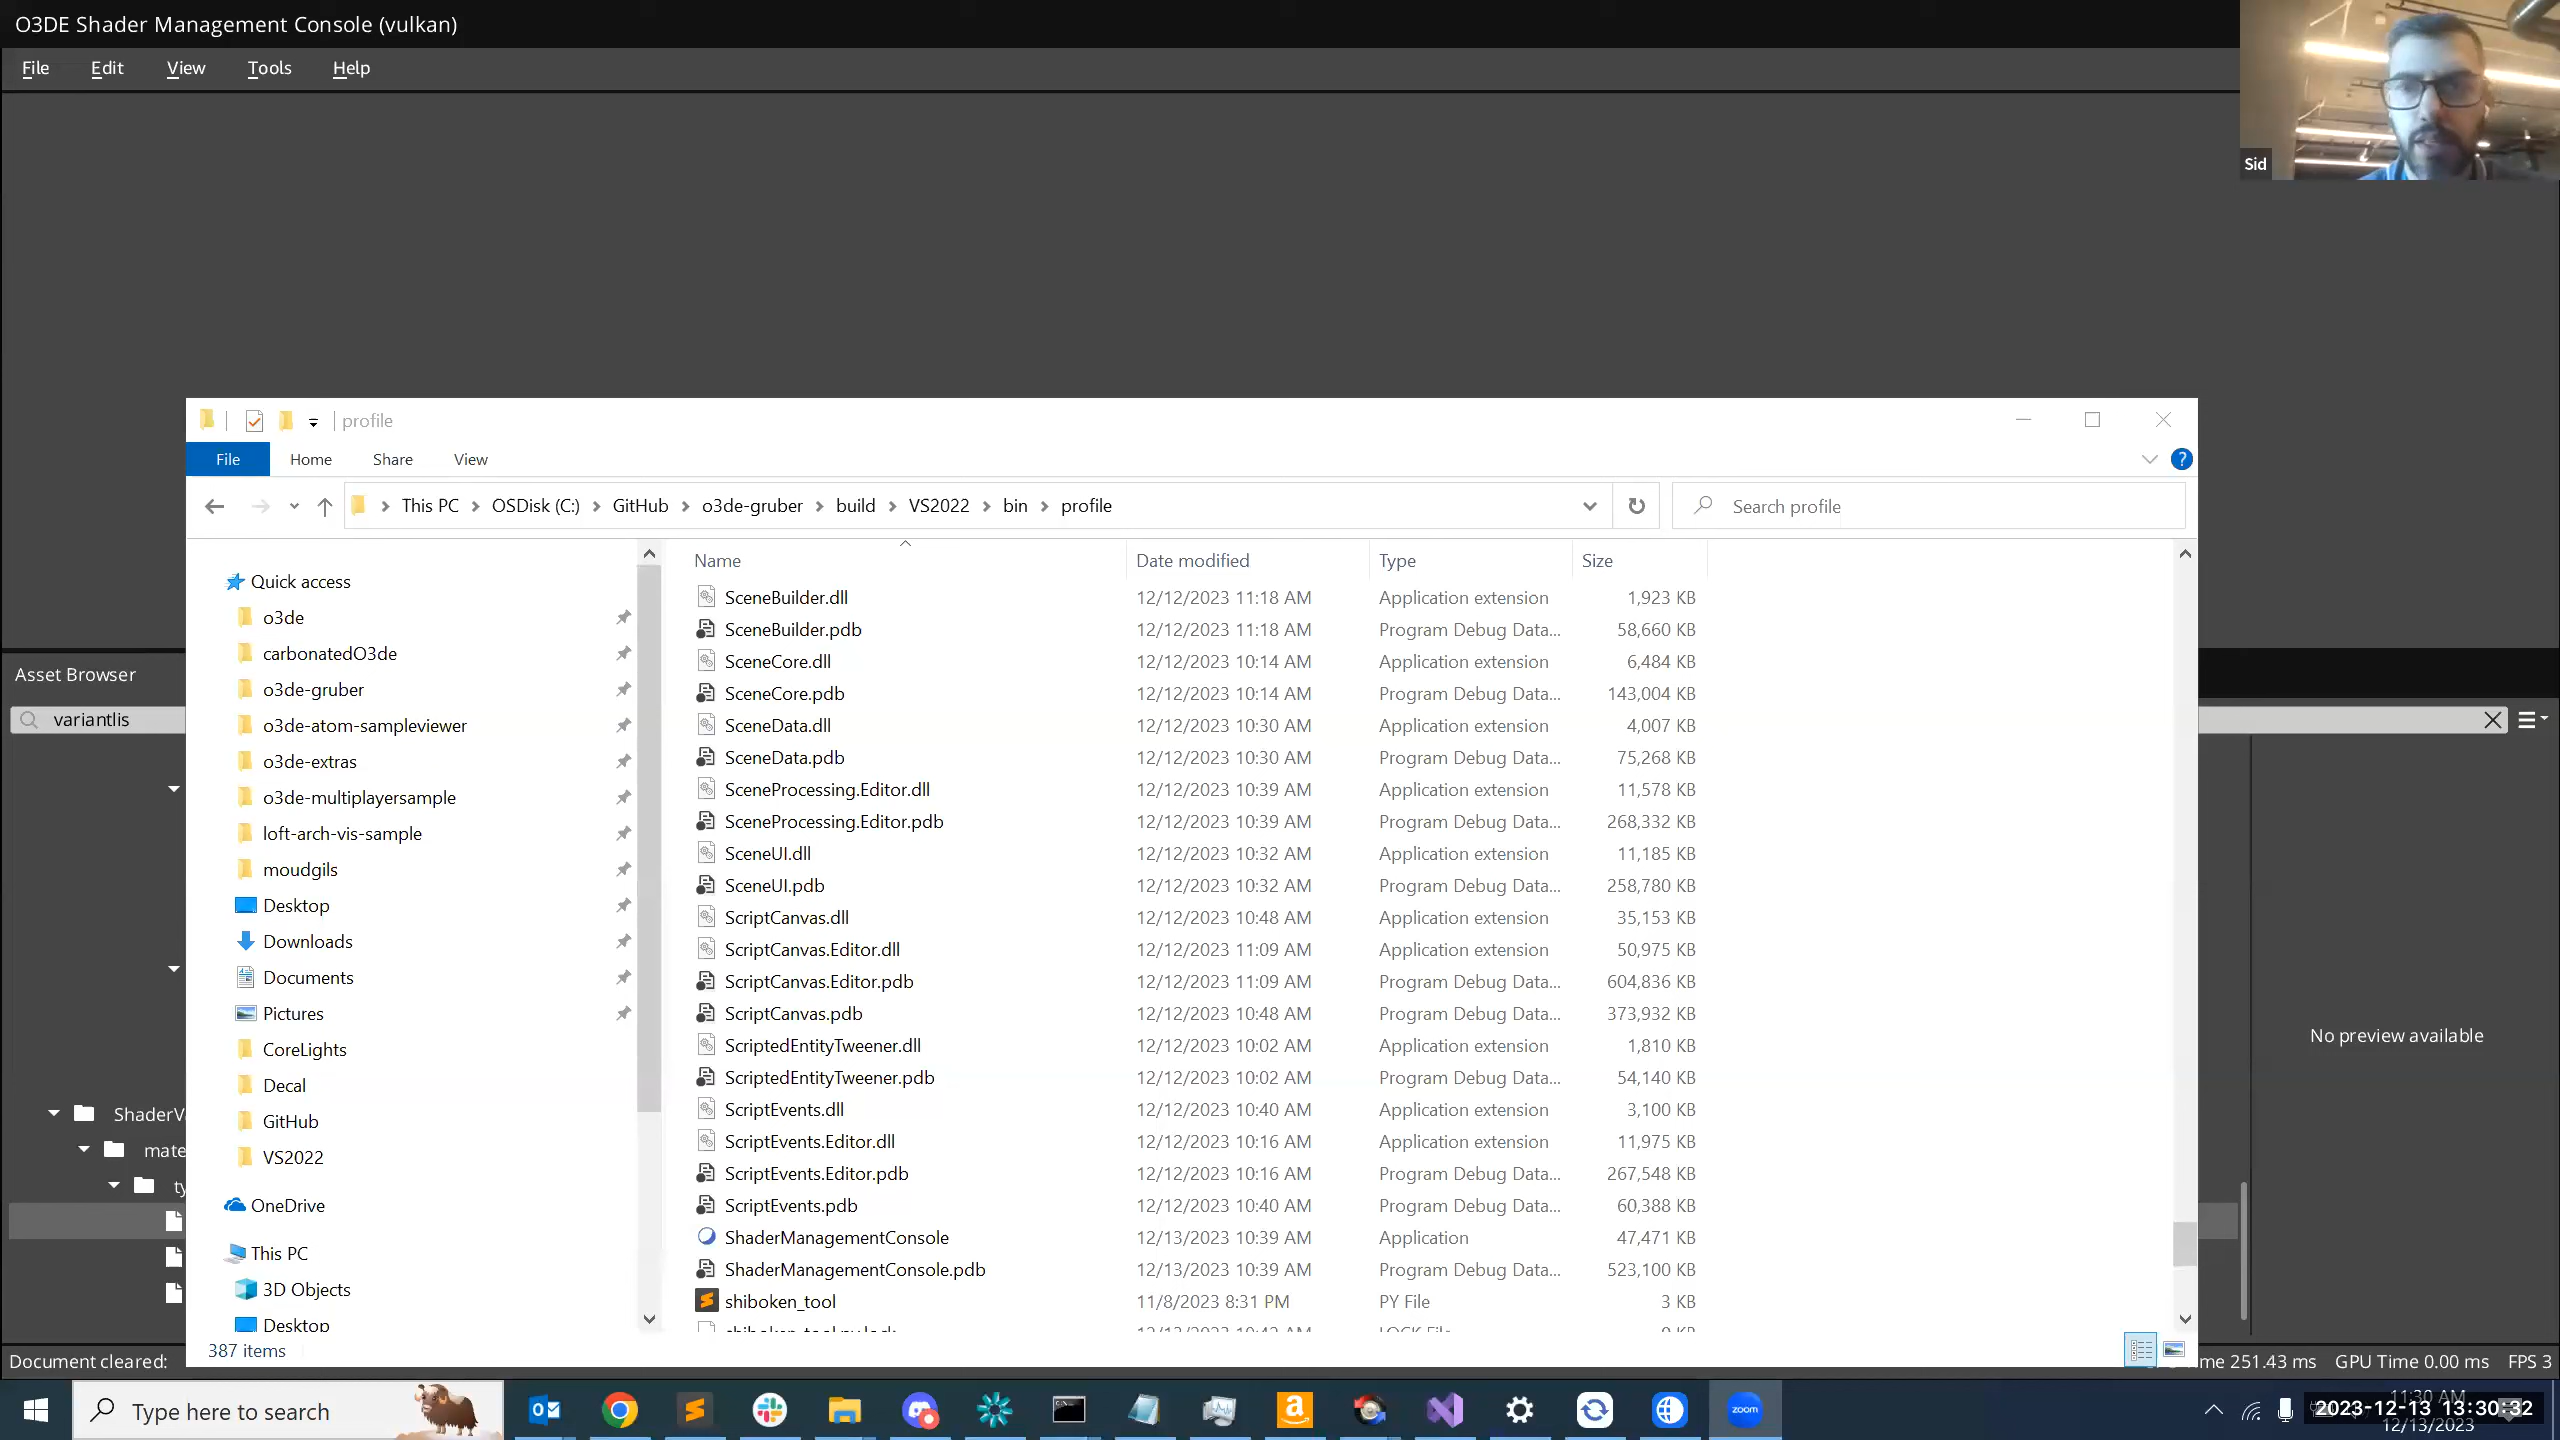 O3DE Shader Management Console (vulkan)
File Edit View Tools Help
Sid
profile
File Home Share View
This PC OSDisk (C:) GitHub o3de-gruber build VS2022 bin profile
Search profile
Name Date modified Type Size
Quick access
o3de
carbonatedO3de
o3de-gruber
o3de-atom-sampleviewer
o3de-extras
o3de-multiplayersample
loft-arch-vis-sample
moudgils
Desktop
Downloads
Documents
Pictures
CoreLights
Decal
GitHub
VS2022
OneDrive
This PC
3D Objects
Desktop
SceneBuilder.dll 12/12/2023 11:18 AM Application extension 1,923 KB
SceneBuilder.pdb 12/12/2023 11:18 AM Program Debug Data... 58,660 KB
SceneCore.dll 12/12/2023 10:14 AM Application extension 6,484 KB
SceneCore.pdb 12/12/2023 10:14 AM Program Debug Data... 143,004 KB
SceneData.dll 12/12/2023 10:30 AM Application extension 4,007 KB
SceneData.pdb 12/12/2023 10:30 AM Program Debug Data... 75,268 KB
SceneProcessing.Editor.dll 12/12/2023 10:39 AM Application extension 11,578 KB
SceneProcessing.Editor.pdb 12/12/2023 10:39 AM Program Debug Data... 268,332 KB
SceneUI.dll 12/12/2023 10:32 AM Application extension 11,185 KB
SceneUI.pdb 12/12/2023 10:32 AM Program Debug Data... 258,780 KB
ScriptCanvas.dll 12/12/2023 10:48 AM Application extension 35,153 KB
ScriptCanvas.Editor.dll 12/12/2023 11:09 AM Application extension 50,975 KB
ScriptCanvas.Editor.pdb 12/12/2023 11:09 AM Program Debug Data... 604,836 KB
ScriptCanvas.pdb 12/12/2023 10:48 AM Program Debug Data... 373,932 KB
ScriptedEntityTweener.dll 12/12/2023 10:02 AM Application extension 1,810 KB
ScriptedEntityTweener.pdb 12/12/2023 10:02 AM Program Debug Data... 54,140 KB
ScriptEvents.dll 12/12/2023 10:40 AM Application extension 3,100 KB
ScriptEvents.Editor.dll 12/12/2023 10:16 AM Application extension 11,975 KB
ScriptEvents.Editor.pdb 12/12/2023 10:16 AM Program Debug Data... 267,548 KB
ScriptEvents.pdb 12/12/2023 10:40 AM Program Debug Data... 60,388 KB
ShaderManagementConsole 12/13/2023 10:39 AM Application 47,471 KB
ShaderManagementConsole.pdb 12/13/2023 10:39 AM Program Debug Data... 523,100 KB
shiboken_tool 11/8/2023 8:31 PM PY File 3 KB
387 items
Asset Browser
variantlis
ShaderVa
mate
ty
No preview available
Document cleared:
me 251.43 ms GPU Time 0.00 ms FPS 3
Type here to search
zoom
11:30 AM
2023-12-13 13:30:32
12/13/2023